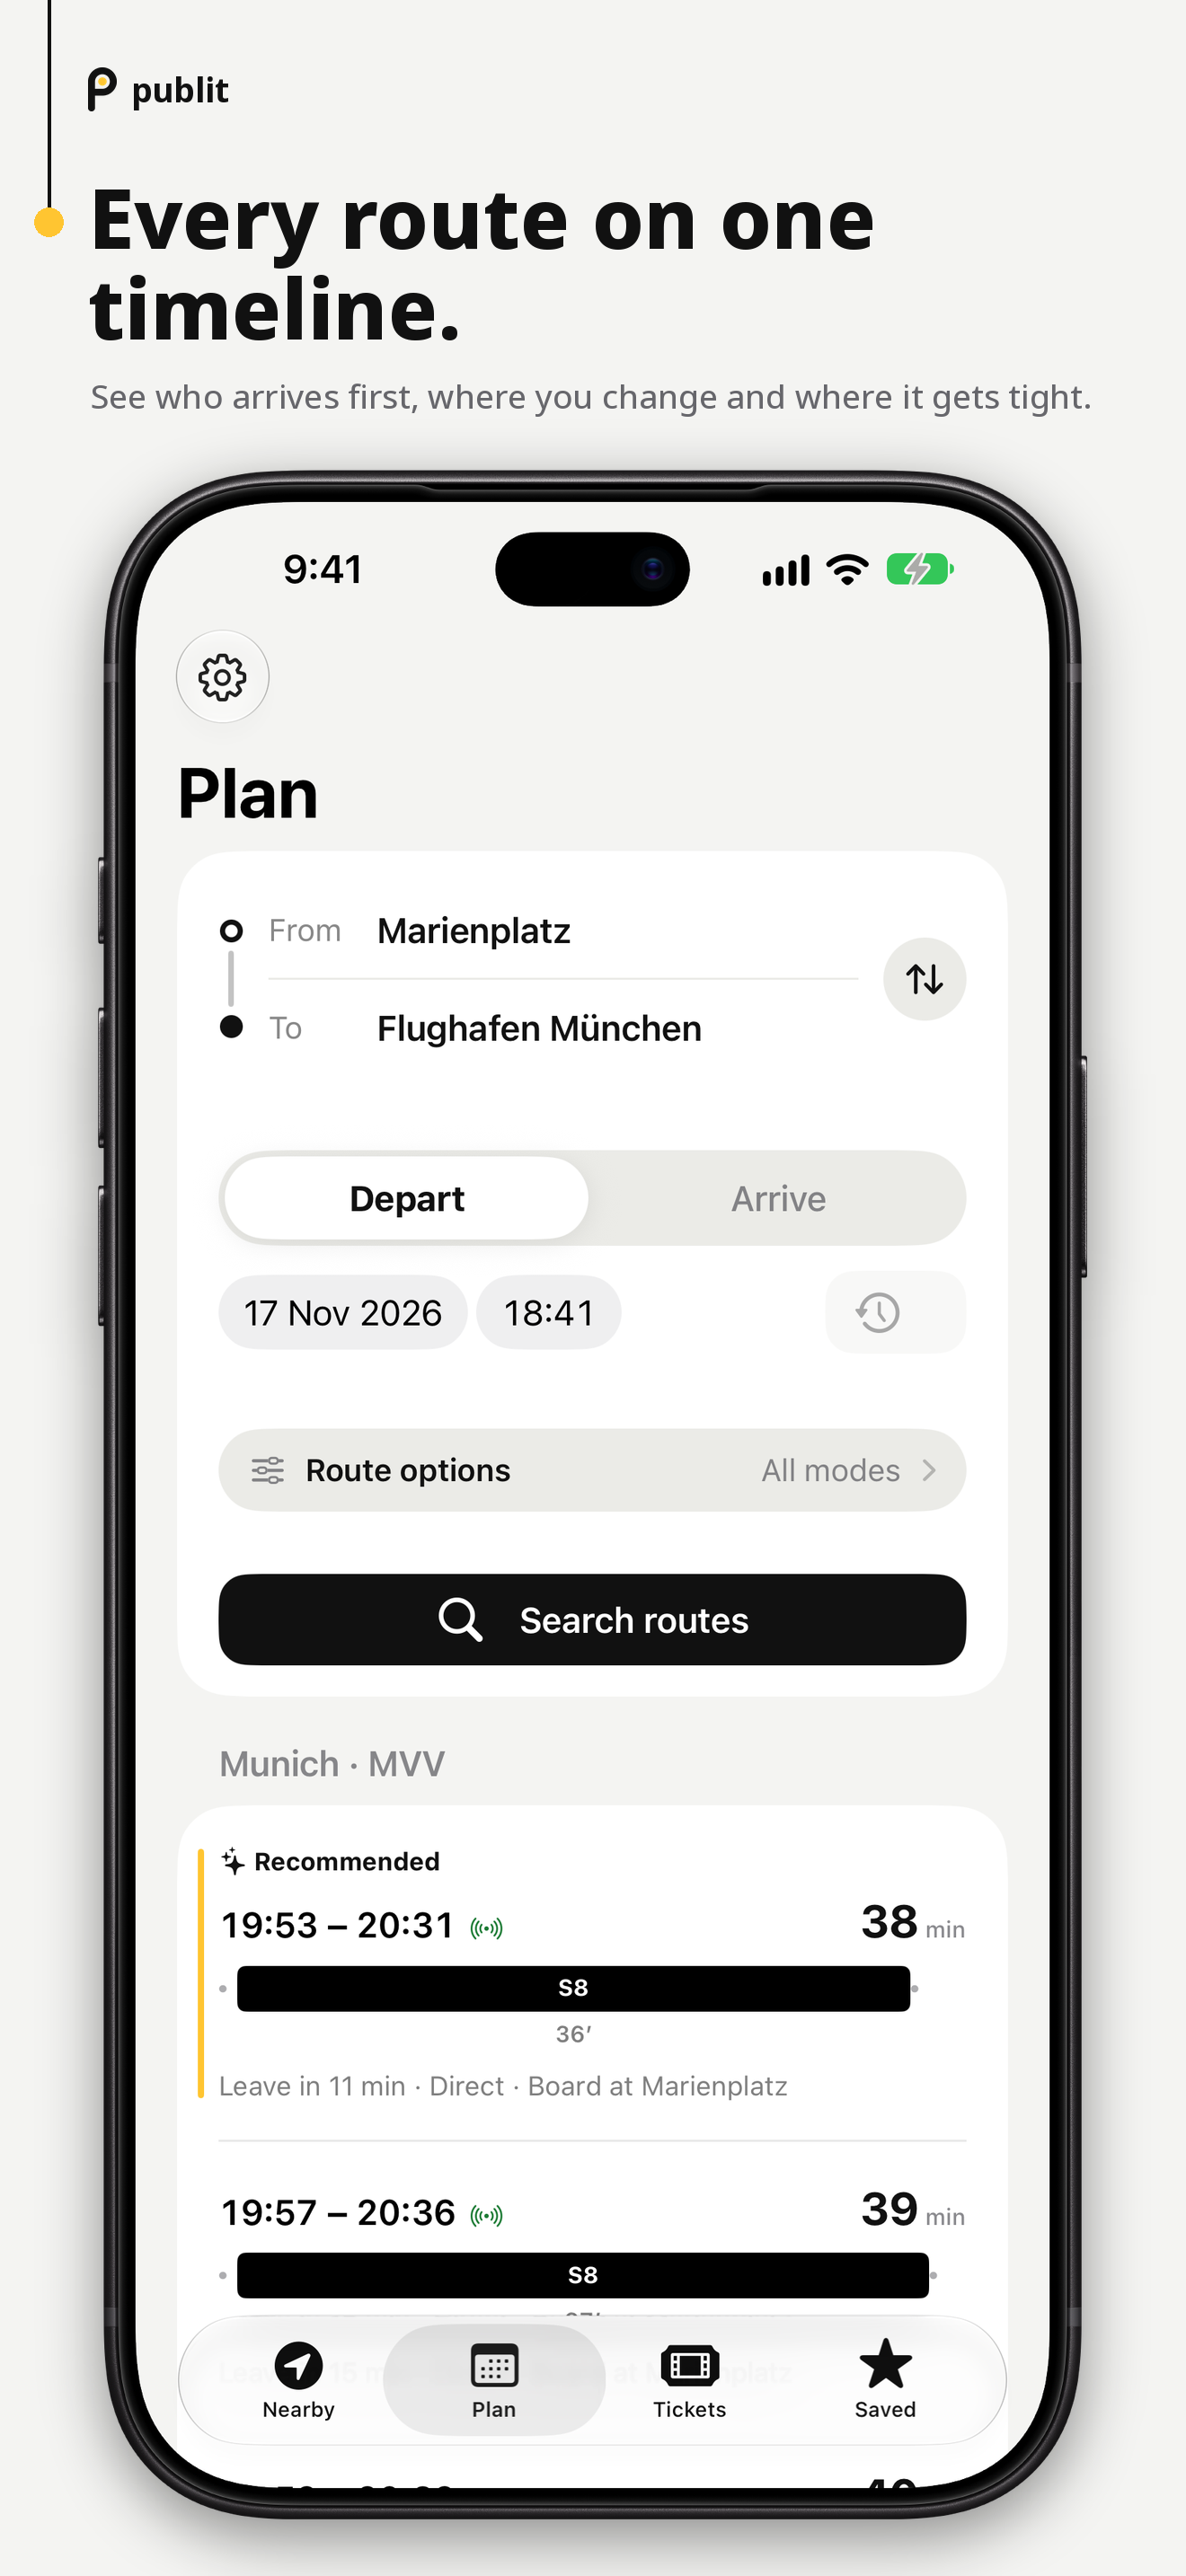 publit
Every route on one
timeline.
See who arrives first, where you change and where it gets tight.
9:41
Plan
From Marienplatz
To Flughafen München
Depart Arrive
17 Nov 2026 18:41
Route options All modes
Search routes
Munich · MVV
Recommended
19:53 – 20:31 38 min
S8
36′
Leave in 11 min · Direct · Board at Marienplatz
19:57 – 20:36 39 min
S8
Nearby Plan Tickets Saved